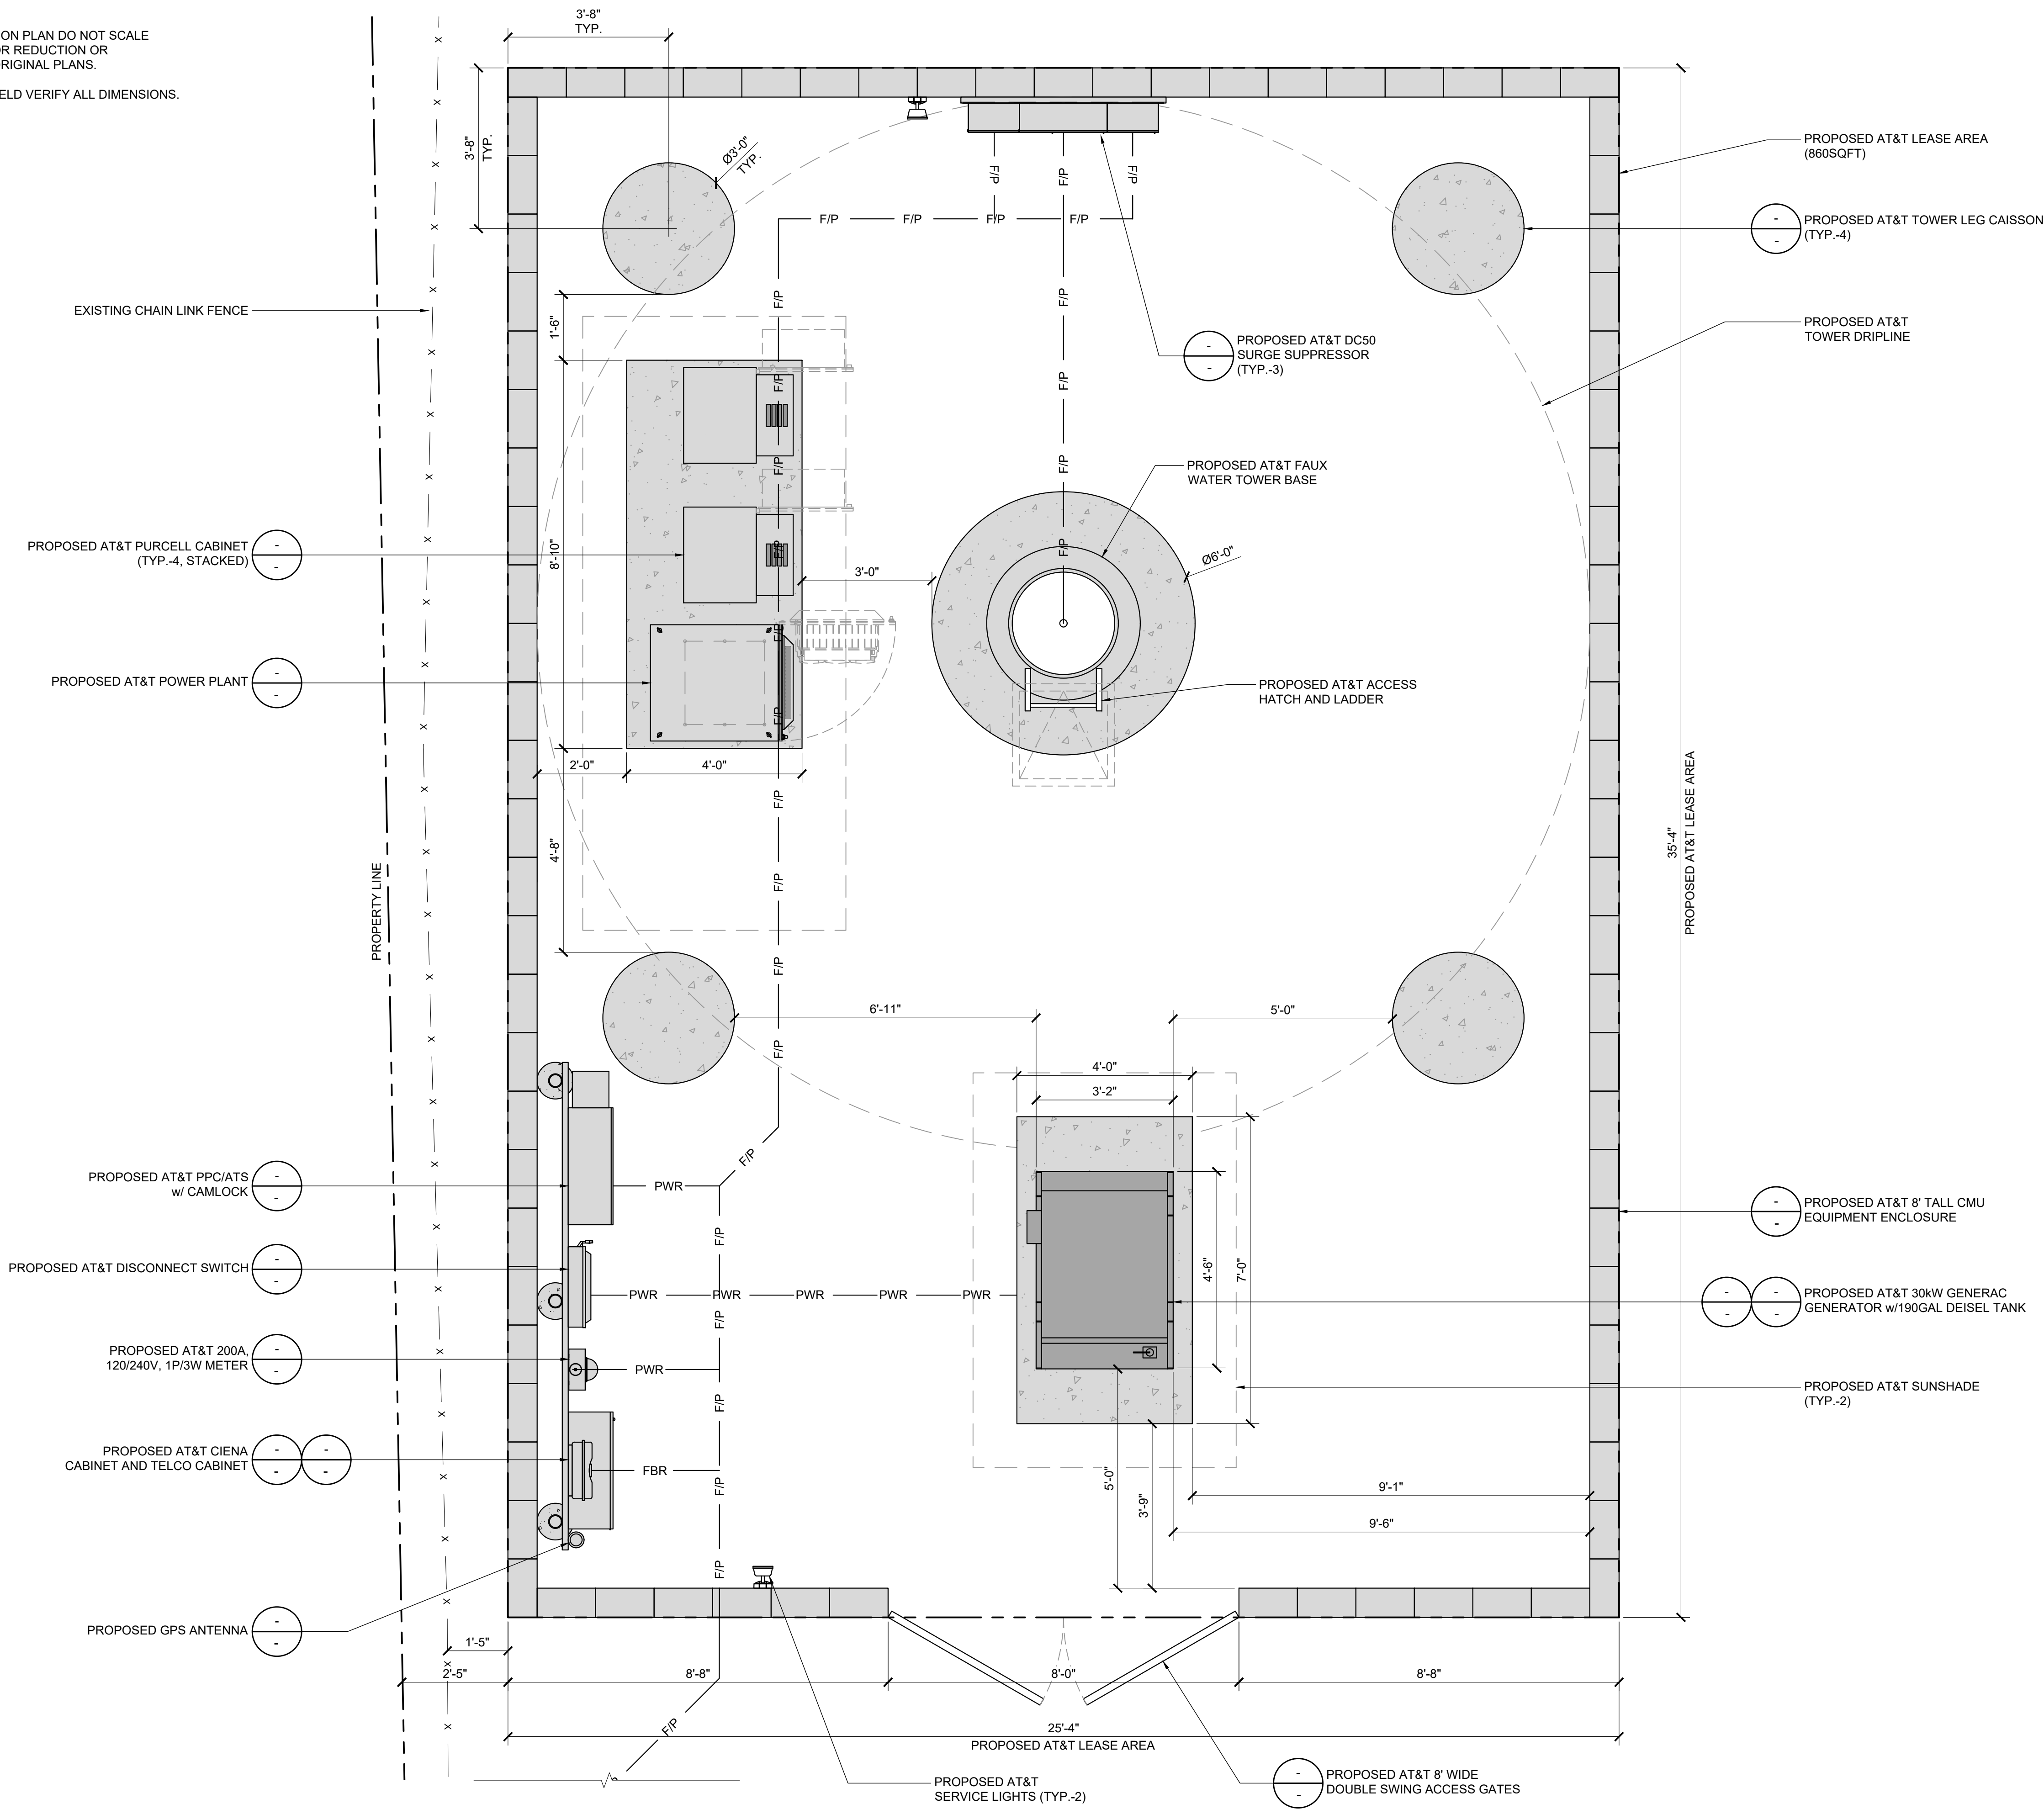 ON PLAN DO NOT SCALE
OR REDUCTION OR
RIGINAL PLANS.
ELD VERIFY ALL DIMENSIONS.
3'-8"
TYP.
3'-8"
TYP.
Ø3'-0"
TYP.
PROPOSED AT&T LEASE AREA
(860SQFT)
-
-
PROPOSED AT&T TOWER LEG CAISSON
(TYP.-4)
F/P
F/P
F/P
F/P
F/P
F/P
F/P
EXISTING CHAIN LINK FENCE
1'-6"
F/P
F/P
PROPOSED AT&T
TOWER DRIPLINE
-
-
PROPOSED AT&T DC50
SURGE SUPPRESSOR
(TYP.-3)
F/P
F/P
F/P
F/P
PROPOSED AT&T FAUX
WATER TOWER BASE
PROPOSED AT&T PURCELL CABINET
(TYP.-4, STACKED)
-
-
8'-10"
F/P
F/P
3'-0"
Ø6'-0"
F/P
PROPOSED AT&T POWER PLANT
-
-
F/P
PROPOSED AT&T ACCESS
HATCH AND LADDER
2'-0"
4'-0"
F/P
4'-8"
F/P
35'-4"
PROPOSED AT&T LEASE AREA
PROPERTY LINE
F/P
F/P
6'-11"
5'-0"
F/P
4'-0"
3'-2"
F/P
PROPOSED AT&T PPC/ATS
w/ CAMLOCK
-
-
PWR
-
-
PROPOSED AT&T 8' TALL CMU
EQUIPMENT ENCLOSURE
F/P
PROPOSED AT&T DISCONNECT SWITCH
-
-
4'-6"
7'-0"
PWR
PWR
PWR
PWR
PWR
-
-
-
-
PROPOSED AT&T 30kW GENERAC
GENERATOR w/190GAL DEISEL TANK
F/P
PROPOSED AT&T 200A,
120/240V, 1P/3W METER
-
-
PWR
F/P
PROPOSED AT&T SUNSHADE
(TYP.-2)
PROPOSED AT&T CIENA
CABINET AND TELCO CABINET
-
-
-
-
FBR
F/P
5'-0"
3'-9"
9'-1"
9'-6"
F/P
PROPOSED GPS ANTENNA
-
-
1'-5"
2'-5"
8'-8"
8'-0"
8'-8"
F/P
25'-4"
PROPOSED AT&T LEASE AREA
PROPOSED AT&T
SERVICE LIGHTS (TYP.-2)
-
-
PROPOSED AT&T 8' WIDE
DOUBLE SWING ACCESS GATES